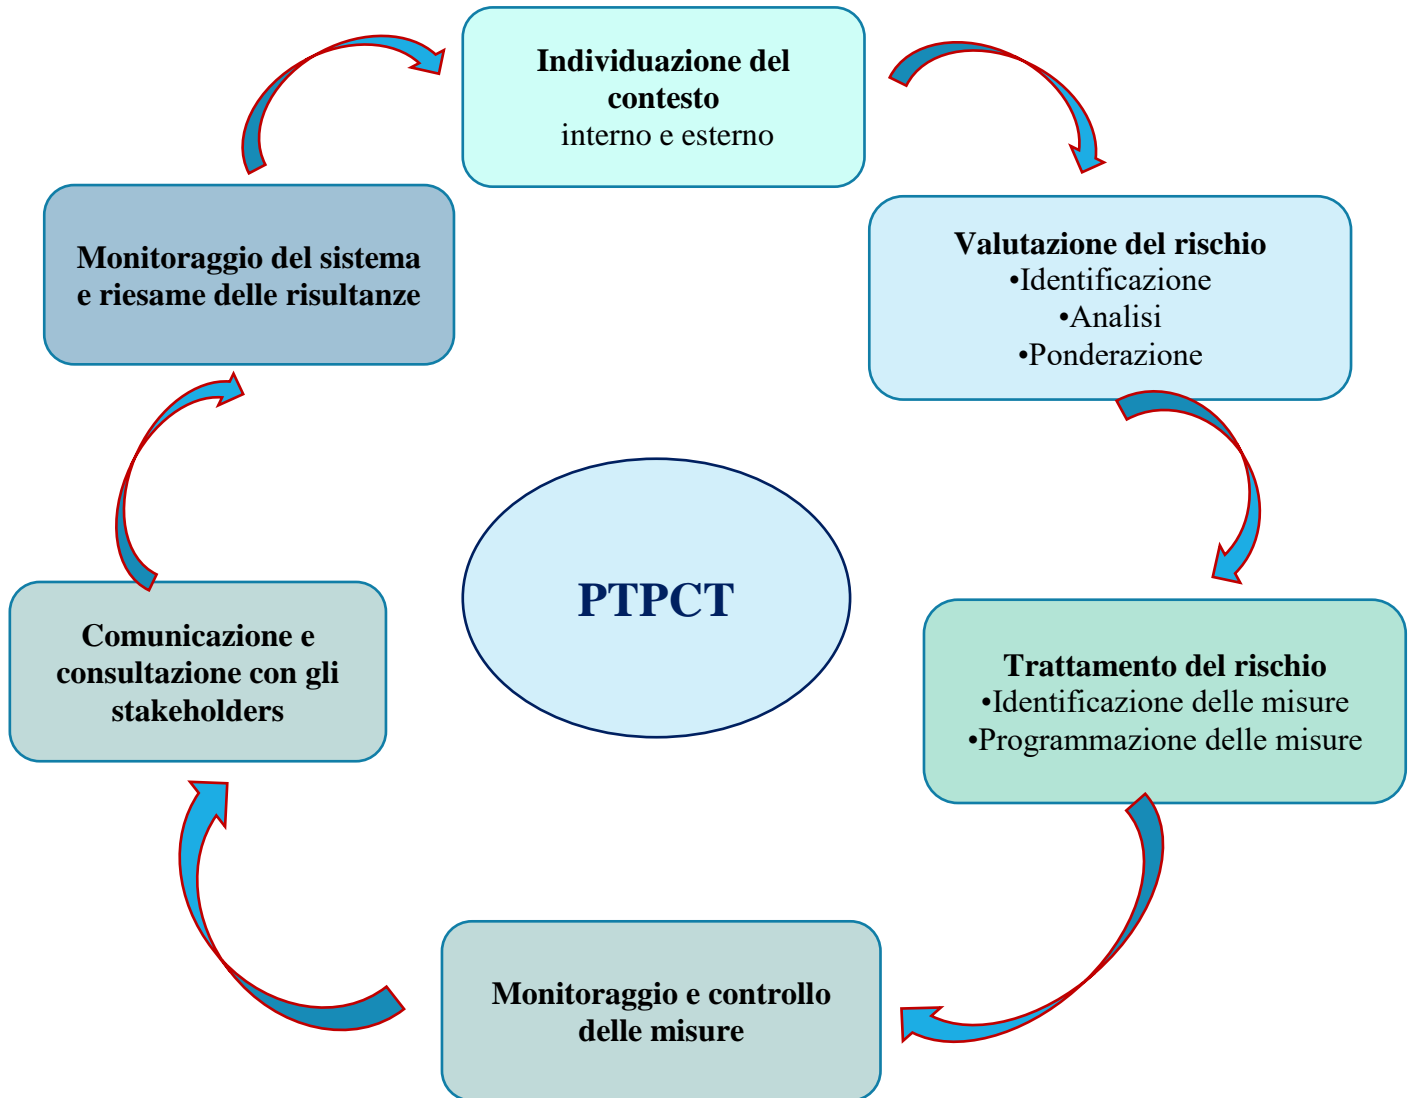 Individuazione del
contesto
interno e esterno
Valutazione del rischio
•Identificazione
•Analisi
•Ponderazione
Trattamento del rischio
•Identificazione delle misure
•Programmazione delle misure
Monitoraggio e controllo
delle misure
Comunicazione e
consultazione con gli
stakeholders
Monitoraggio del sistema
e riesame delle risultanze
PTPCT